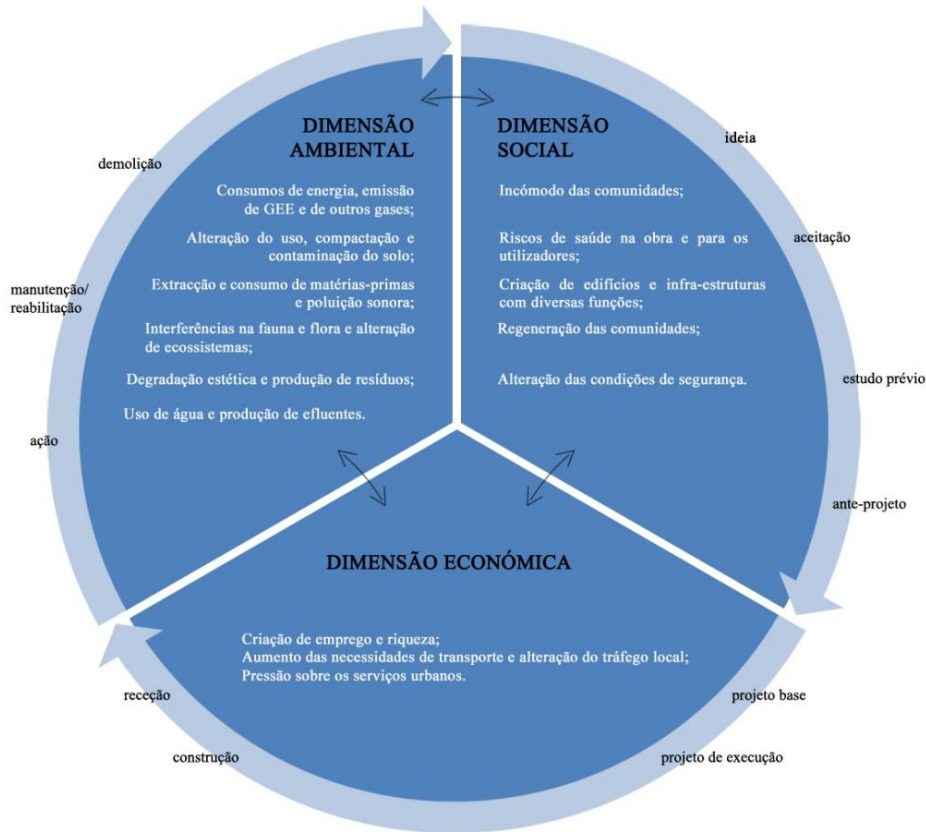 DIMENSÃO
AMBIENTAL
Consumos de energia, emissão
de GEE e de outros gases;
Alteração do uso, compactação e
contaminação do solo;
Extracção e consumo de matérias-primas
e poluição sonora;
Interferências na fauna e flora e alteração
de ecossistemas;
Degradação estética e produção de resíduos;
Uso de água e produção de efluentes.
DIMENSÃO
SOCIAL
Incómodo das comunidades;
Riscos de saúde na obra e para os
utilizadores;
Criação de edifícios e infra-estruturas
com diversas funções;
Regeneração das comunidades;
Alteração das condições de segurança.
DIMENSÃO ECONÓMICA
Criação de emprego e riqueza;
Aumento das necessidades de transporte e alteração do tráfego local;
Pressão sobre os serviços urbanos.
ideia
aceitação
estudo prévio
ante-projeto
projeto base
projeto de execução
construção
receção
ação
manutenção/
reabilitação
demolição